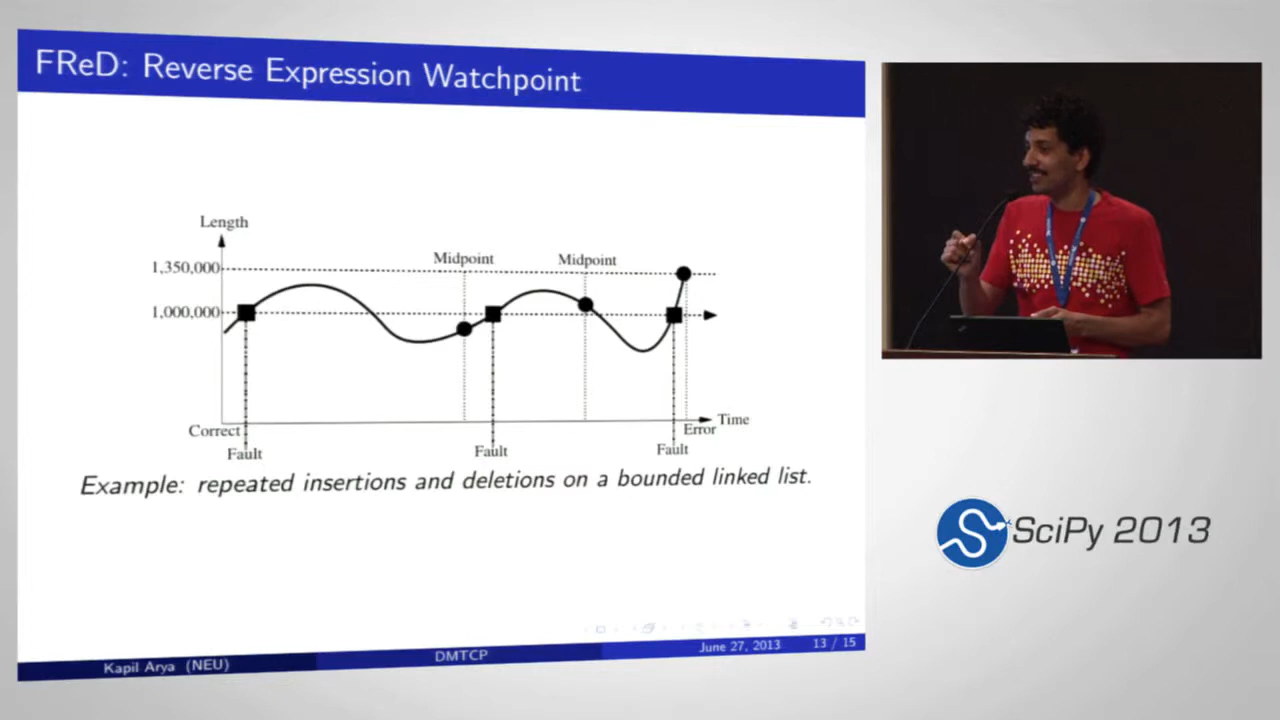 FReD: Reverse Expression Watchpoint
Length
Midpoint
Midpoint
1,350,000
1,000,000
Time
Correct
Error
Fault
Fault
Fault
Example: repeated insertions and deletions on a bounded linked list.
SciPy 2013
Kapil Arya (NEU)
DMTCP
June 27, 2013
13 / 15